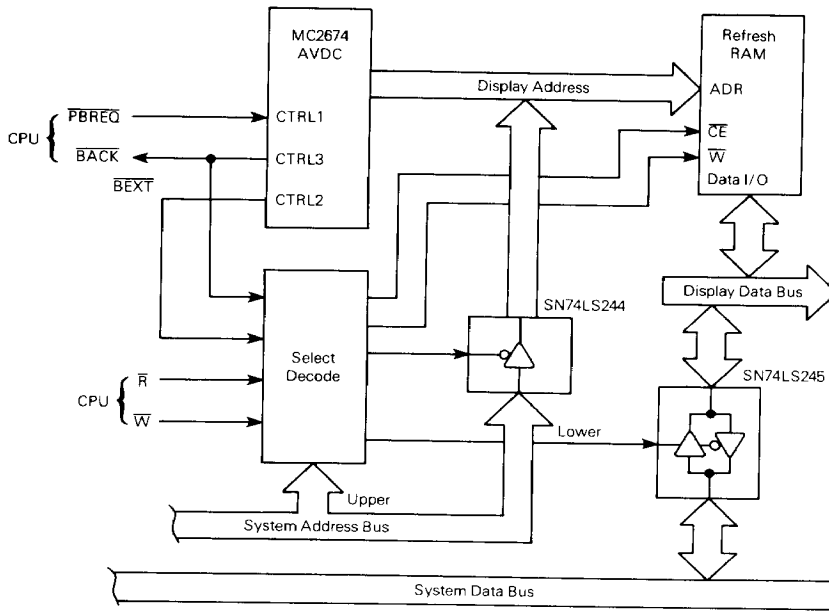 MC2674
AVDC
Refresh
RAM
Display Address
ADR
PBREQ
CTRL1
CPU
CE
BACK
CTRL3
W
BEXT
CTRL2
Data I/O
SN74LS244
Display Data Bus
Select
Decode
SN74LS245
R
CPU
W
Lower
Upper
System Address Bus
System Data Bus